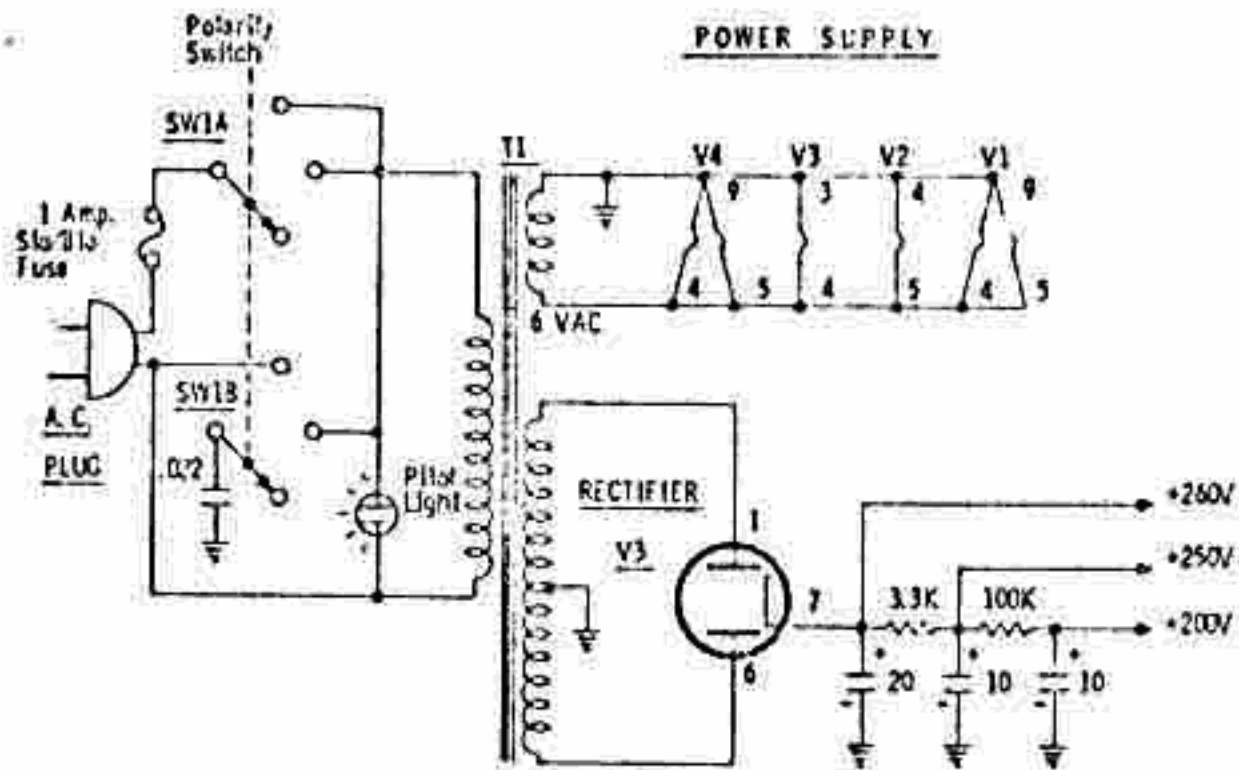 Polarity
Switch
POWER SUPPLY
SW1A
T1
V4
V3
V2
V1
9
3
4
9
1 Amp.
Fuse
4
5
4
5
4
5
6 VAC
SW1B
A.C.
PLUG
Pilot
Light
RECTIFIER
+260V
1
V3
+250V
7
3.3K
100K
+200V
6
+
+
+
20
10
10
-
-
-